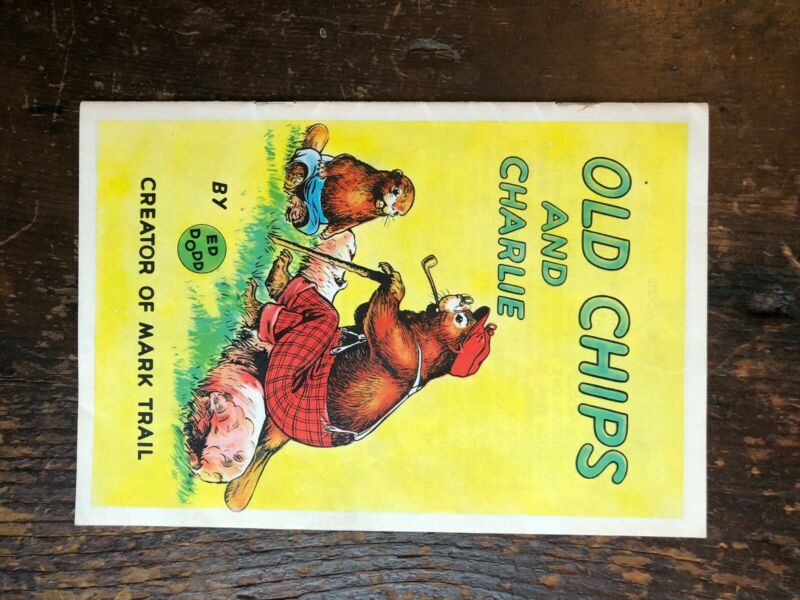 OLD CHIPS
AND
CHARLIE
BY
ED
DODD
CREATOR OF MARK TRAIL